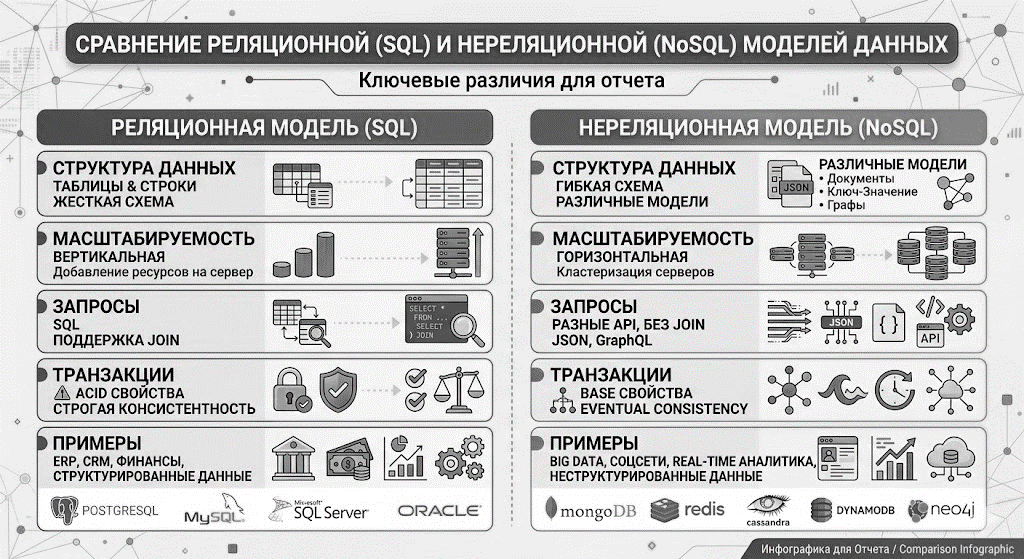 СРАВНЕНИЕ РЕЛЯЦИОННОЙ (SQL) И НЕРЕЛЯЦИОННОЙ (NoSQL) МОДЕЛЕЙ ДАННЫХ
Ключевые различия для отчета
РЕЛЯЦИОННАЯ МОДЕЛЬ (SQL)
СТРУКТУРА ДАННЫХ
ТАБЛИЦЫ & СТРОКИ
ЖЕСТКАЯ СХЕМА
МАСШТАБИРУЕМОСТЬ
ВЕРТИКАЛЬНАЯ
Добавление ресурсов на сервер
ЗАПРОСЫ
SQL
ПОДДЕРЖКА JOIN
SELECT *
FRDN ...
SELECT
) JOIN
ТРАНЗАКЦИИ
ACID СВОЙСТВА
СТРОГАЯ КОНСИСТЕНТНОСТЬ
ПРИМЕРЫ
ERP, CRM, ФИНАНСЫ,
СТРУКТУРИРОВАННЫЕ ДАННЫЕ
POSTGRESQL
MySQL
Microsoft
SQL Server
ORACLE
НЕРЕЛЯЦИОННАЯ МОДЕЛЬ (NoSQL)
СТРУКТУРА ДАННЫХ
ГИБКАЯ СХЕМА
РАЗЛИЧНЫЕ МОДЕЛИ
JSON
РАЗЛИЧНЫЕ МОДЕЛИ
• Документы
• Ключ-Значение
• Графы
МАСШТАБИРУЕМОСТЬ
ГОРИЗОНТАЛЬНАЯ
Кластеризация серверов
ЗАПРОСЫ
РАЗНЫЕ API, БЕЗ JOIN
JSON, GraphQL
JSON
{ }
</>
API
ТРАНЗАКЦИИ
BASE СВОЙСТВА
EVENTUAL CONSISTENCY
ПРИМЕРЫ
BIG DATA, СОЦСЕТИ, REAL-TIME АНАЛИТИКА,
НЕСТРУКТУРИРОВАННЫЕ ДАННЫЕ
mongoDB
redis
cassandra
DYNAMODB
neo4j
Инфографика для Отчета / Comparison Infographic